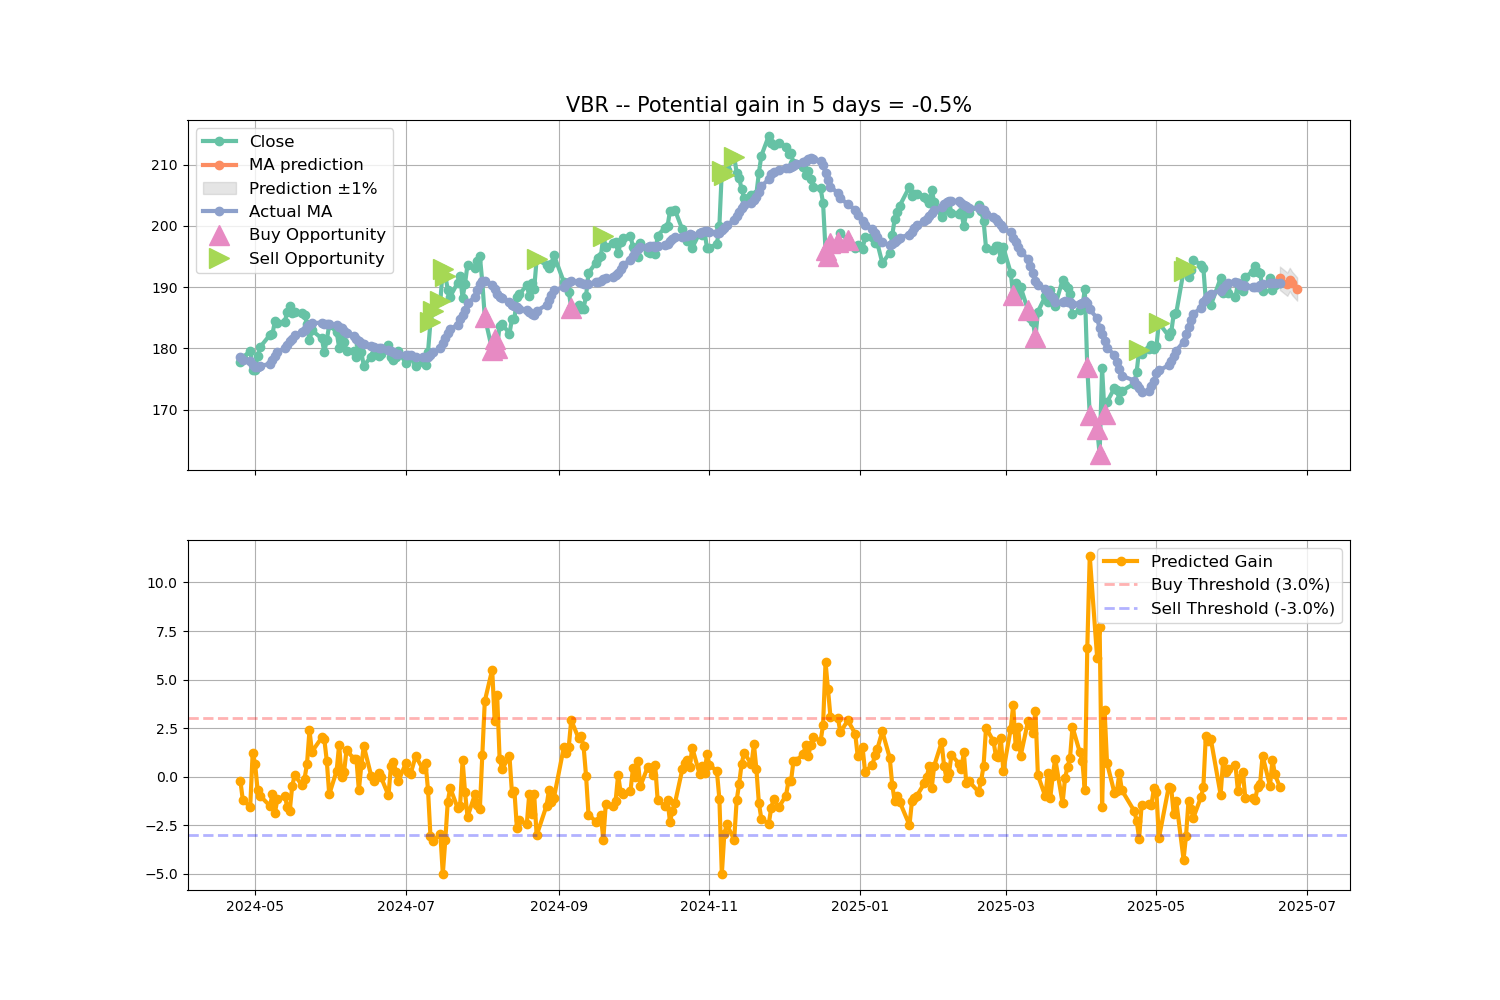 VBR -- Potential gain in 5 days = -0.5%
Close
MA prediction
Prediction ±1%
Actual MA
Buy Opportunity
Sell Opportunity
210
200
190
180
170
Predicted Gain
Buy Threshold (3.0%)
Sell Threshold (-3.0%)
10.0
7.5
5.0
2.5
0.0
−2.5
−5.0
2024-05 2024-07 2024-09 2024-11 2025-01 2025-03 2025-05 2025-07